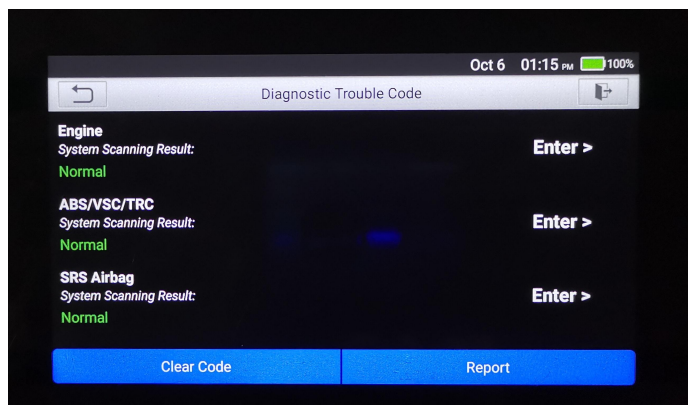 Oct 6 01:15 PM 100%
Diagnostic Trouble Code
Engine
System Scanning Result:
Enter >
Normal
ABS/VSC/TRC
System Scanning Result:
Enter >
Normal
SRS Airbag
System Scanning Result:
Enter >
Normal
Clear Code
Report